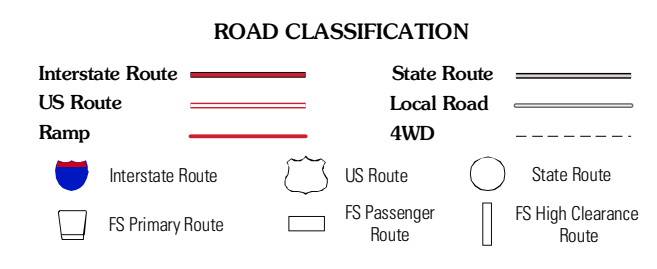 ROAD CLASSIFICATION
Interstate Route
State Route
US Route
Local Road
Ramp
4WD
Interstate Route
US Route
State Route
FS Primary Route
FS Passenger
Route
FS High Clearance
Route